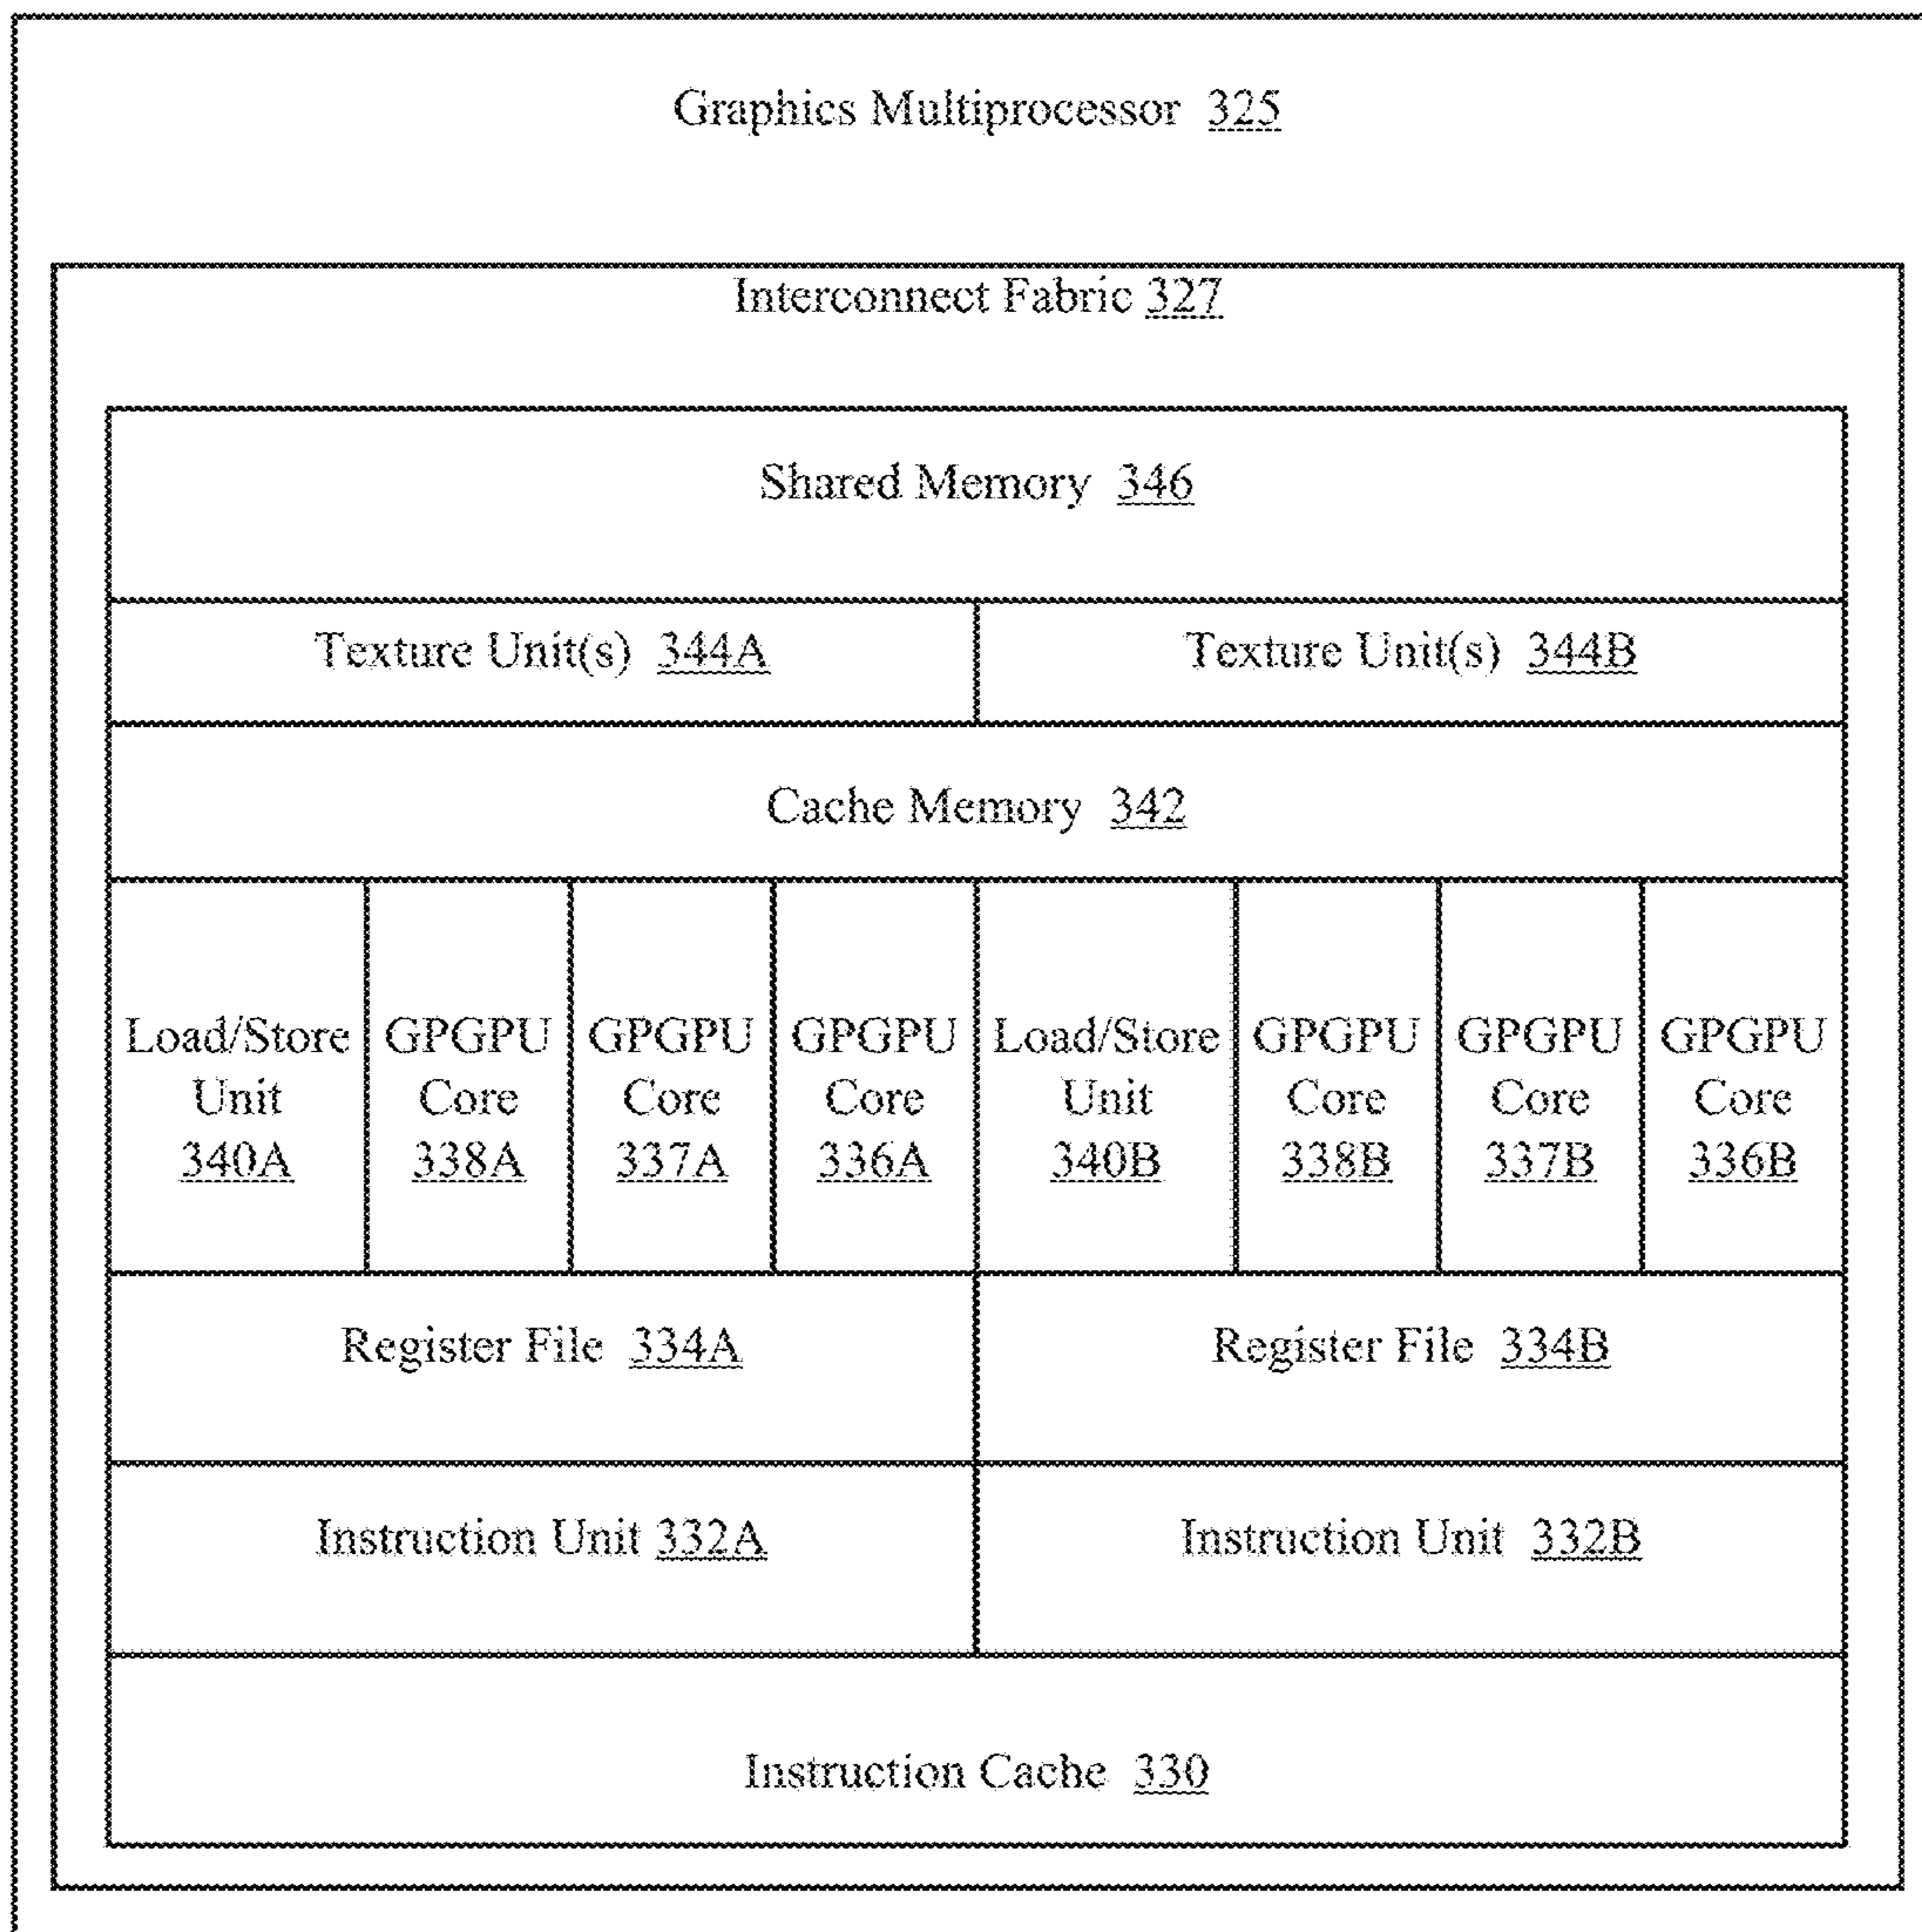 Graphics Multiprocessor 325
Interconnect Fabric 327
Shared Memory 346
Texture Unit(s) 344A
Texture Unit(s) 344B
Cache Memory 342
Load/Store
Unit
340A
GPGPU
Core
338A
GPGPU
Core
337A
GPGPU
Core
336A
Load/Store
Unit
340B
GPGPU
Core
338B
GPGPU
Core
337B
GPGPU
Core
336B
Register File 334A
Register File 334B
Instruction Unit 332A
Instruction Unit 332B
Instruction Cache 330